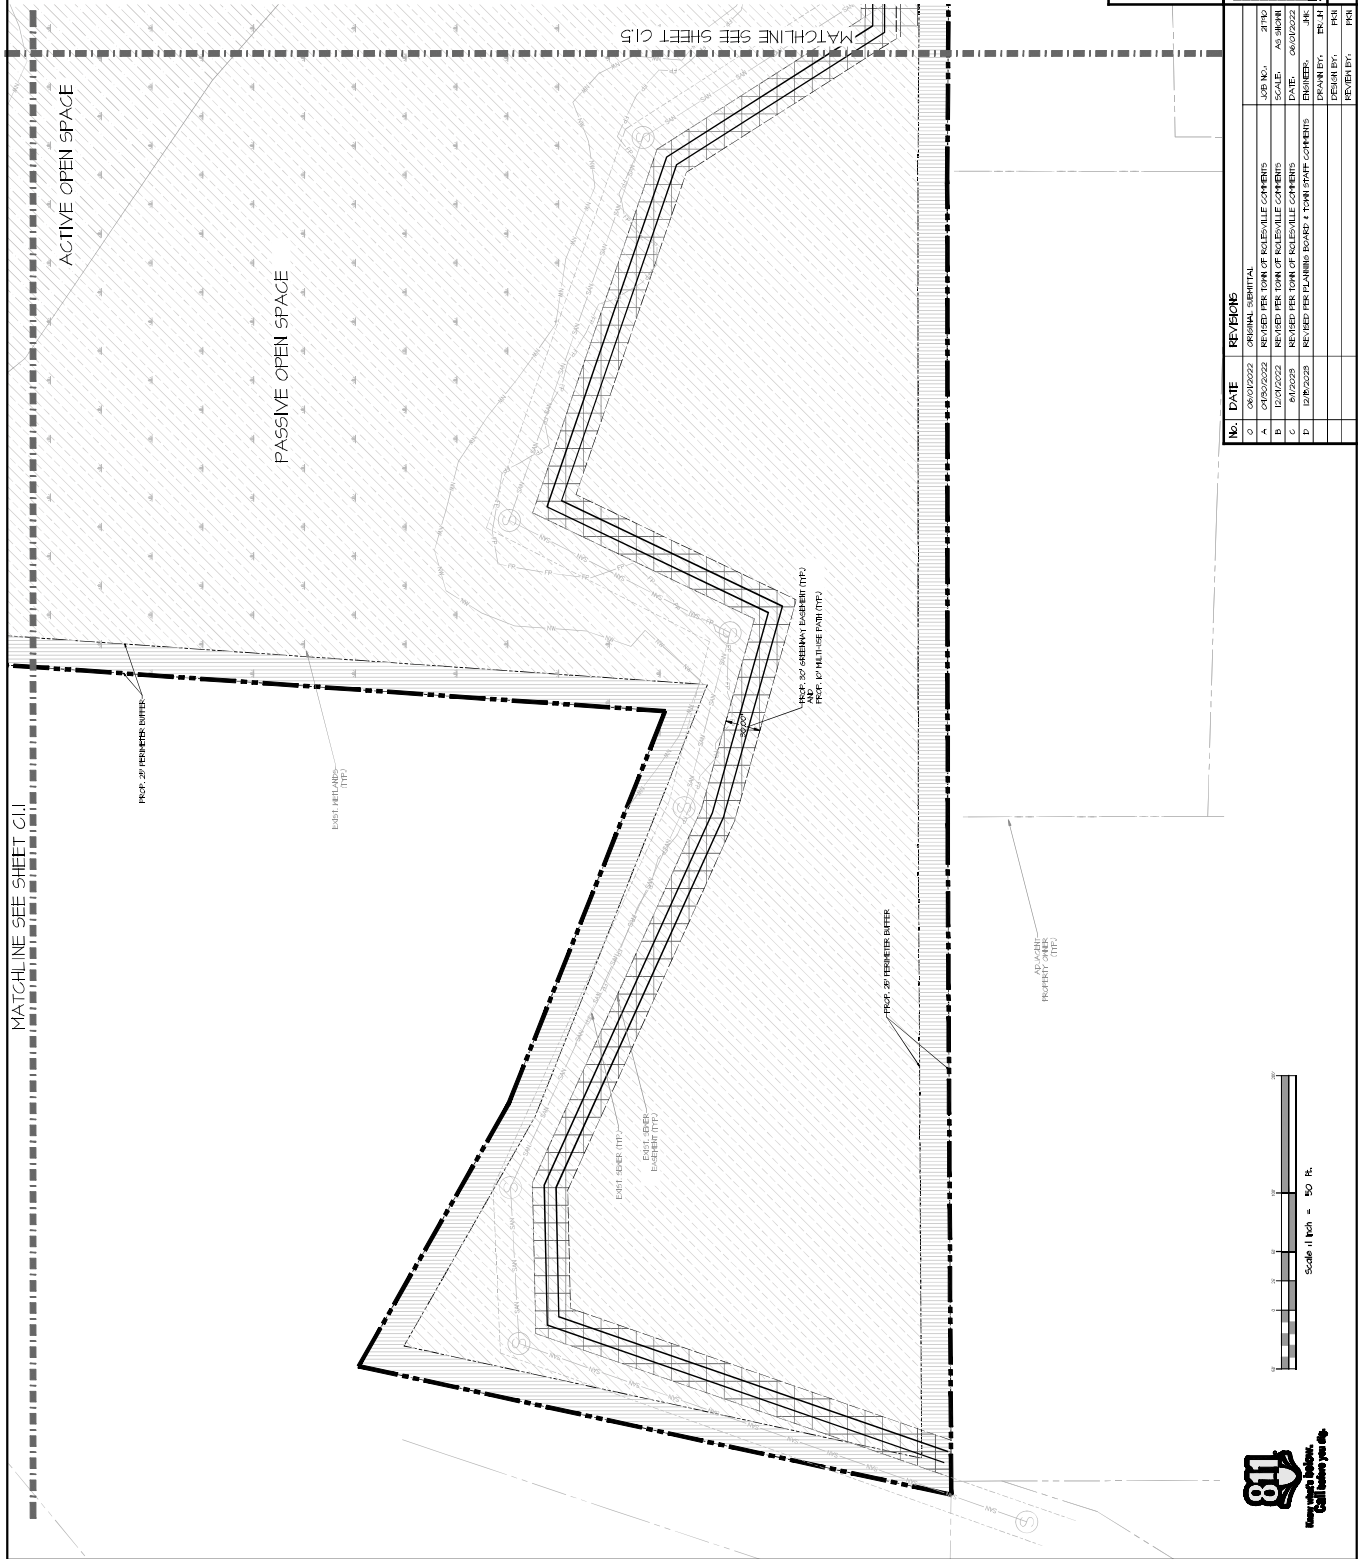 MATCHLINE SEE SHEET C1.1
MATCHLINE SEE SHEET C1.5
ACTIVE OPEN SPACE
PASSIVE OPEN SPACE
PROP. 25' PERIMETER BUFFER
EXIST. WETLANDS
(TYP.)
PROP. 30' GREENWAY EASEMENT (TYP.)
AND
PROP. 10' MULTI-USE PATH (TYP.)
30.00'
EXIST. SEWER (TYP.)
EXIST. SEWER
EASEMENT (TYP.)
PROP. 25' PERIMETER BUFFER
ADJACENT
PROPERTY OWNER
(TYP.)
Scale : 1 inch = 50 ft.
811
Know what's below.
Call before you dig.
No. DATE REVISIONS
O 06/01/2022 ORIGINAL SUBMITTAL
A REVISED PER TOWN OF ROLESVILLE COMMENTS
B 12/01/2022 REVISED PER TOWN OF ROLESVILLE COMMENTS
C REVISED PER TOWN OF ROLESVILLE COMMENTS
D REVISED PER PLANNING BOARD & TOWN STAFF COMMENTS
JOB NO.:
SCALE: AS SHOWN
DATE: 06/01/2022
ENGINEER: JHK
DRAWN BY:
DESIGN BY:
REVIEW BY: